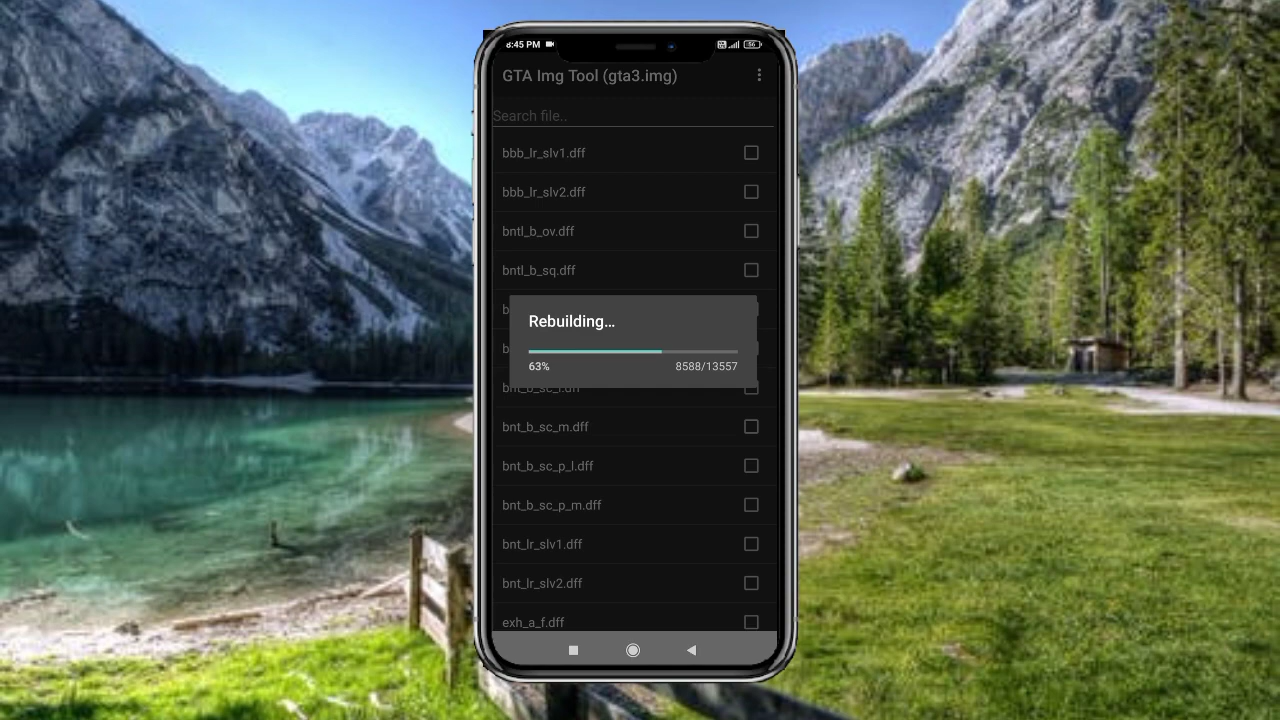 8:45 PM
56
GTA Img Tool (gta3.img)
Search file..
bbb_lr_slv1.dff
bbb_lr_slv2.dff
bntl_b_ov.dff
bntl_b_sq.dff
Rebuilding...
63% 8588/13557
bnt_b_sc_m.dff
bnt_b_sc_p_l.dff
bnt_b_sc_p_m.dff
bnt_lr_slv1.dff
bnt_lr_slv2.dff
exh_a_f.dff